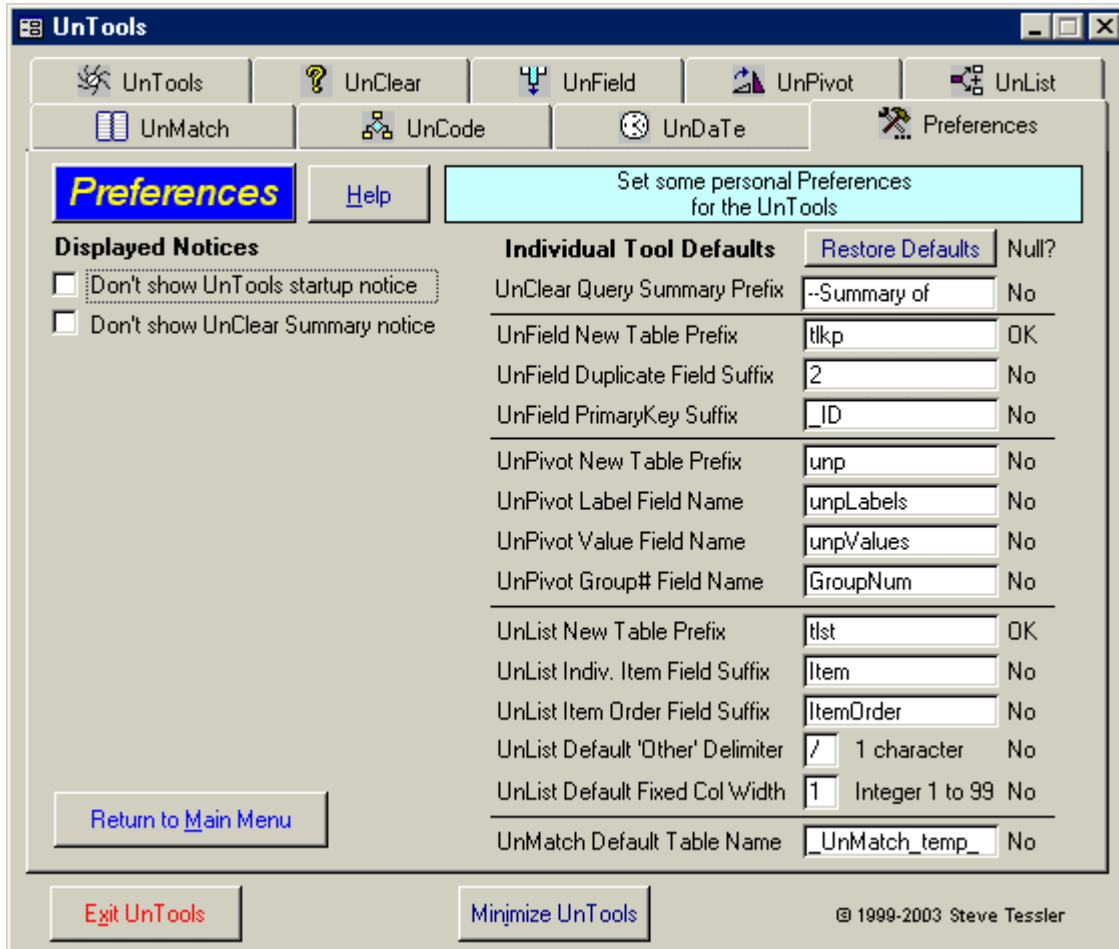 UnTools
UnTools UnClear UnField UnPivot UnList
UnMatch UnCode UnDaTe Preferences
Preferences
Help
Set some personal Preferences
for the UnTools
Displayed Notices
Don't show UnTools startup notice
Don't show UnClear Summary notice
Individual Tool Defaults Restore Defaults Null?
UnClear Query Summary Prefix --Summary of No
UnField New Table Prefix tlkp OK
UnField Duplicate Field Suffix 2 No
UnField PrimaryKey Suffix _ID No
UnPivot New Table Prefix unp No
UnPivot Label Field Name unpLabels No
UnPivot Value Field Name unpValues No
UnPivot Group# Field Name GroupNum No
UnList New Table Prefix tlst OK
UnList Indiv. Item Field Suffix Item No
UnList Item Order Field Suffix ItemOrder No
UnList Default 'Other' Delimiter / 1 character No
UnList Default Fixed Col Width 1 Integer 1 to 99 No
UnMatch Default Table Name _UnMatch_temp_ No
Return to Main Menu
Exit UnTools Minimize UnTools © 1999-2003 Steve Tessler